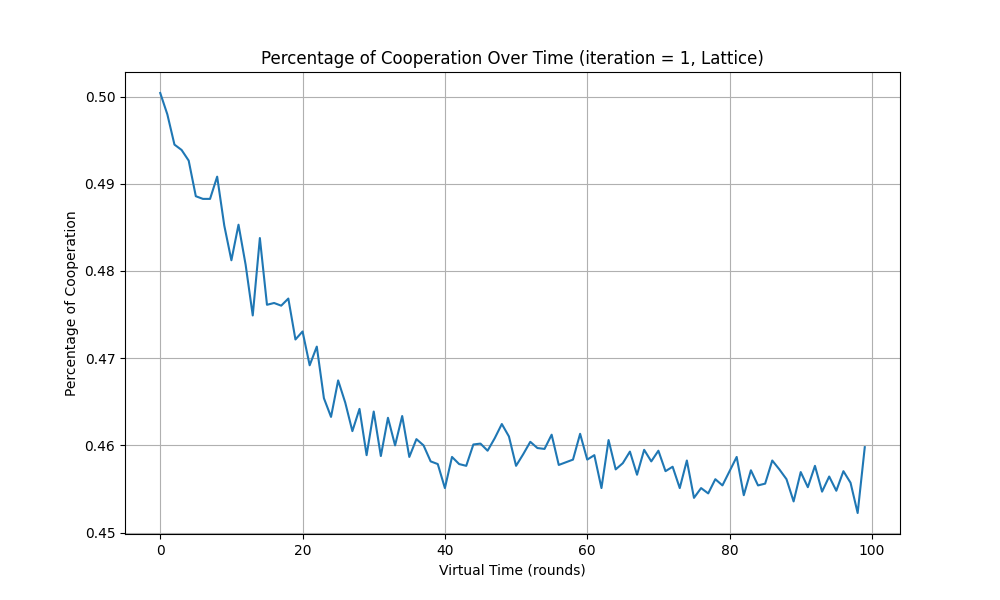 Percentage of Cooperation Over Time (iteration = 1, Lattice)
Percentage of Cooperation
0.50
0.49
0.48
0.47
0.46
0.45
0 20 40 60 80 100
Virtual Time (rounds)